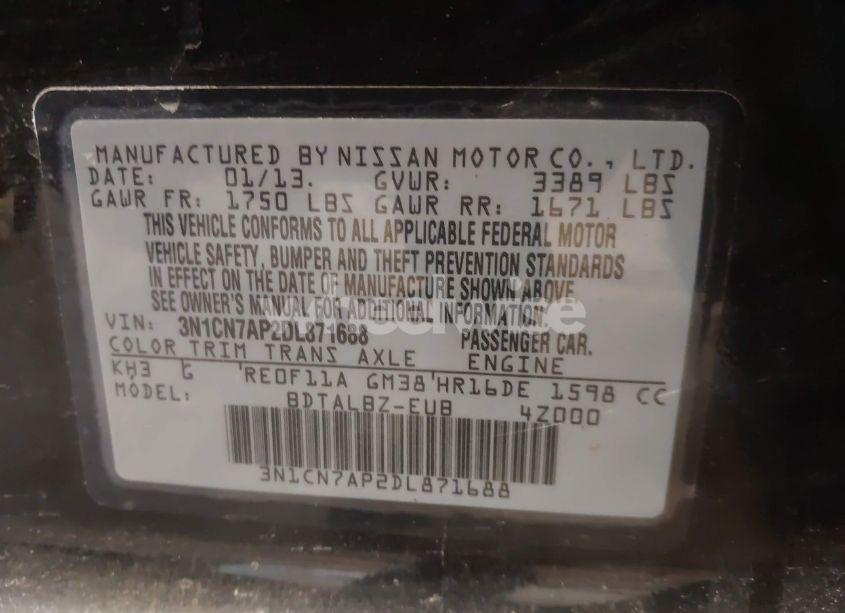 MANUFACTURED BY NISSAN MOTOR CO., LTD.
DATE: 01/13. GVWR: 3389 LBS
GAWR FR: 1750 LBS GAWR RR: 1671 LBS
THIS VEHICLE CONFORMS TO ALL APPLICABLE FEDERAL MOTOR
VEHICLE SAFETY, BUMPER AND THEFT PREVENTION STANDARDS
IN EFFECT ON THE DATE OF MANUFACTURE SHOWN ABOVE.
SEE OWNER'S MANUAL FOR ADDITIONAL INFORMATION.
VIN: 3N1CN7AP2DL871688 PASSENGER CAR.
COLOR TRIM TRANS AXLE ENGINE
KH3 G RE0F11A GM38 HR16DE 1598 CC
MODEL: BDTALBZ-EUB 4Z000
3N1CN7AP2DL871688